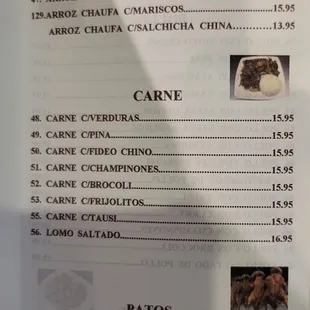 129.ARROZ CHAUFA C/MARISCOS..........15.95
ARROZ CHAUFA C/SALCHICHA CHINA............13.95
CARNE
48. CARNE C/VERDURAS..........15.95
49. CARNE C/PINA..........15.95
50. CARNE C/FIDEO CHINO..........15.95
51. CARNE C/CHAMPINONES..........15.95
52. CARNE C/BROCOLI..........15.95
53. CARNE C/FRIJOLITOS..........15.95
55. CARNE C/TAUSI..........15.95
56. LOMO SALTADO..........16.95
PATOS